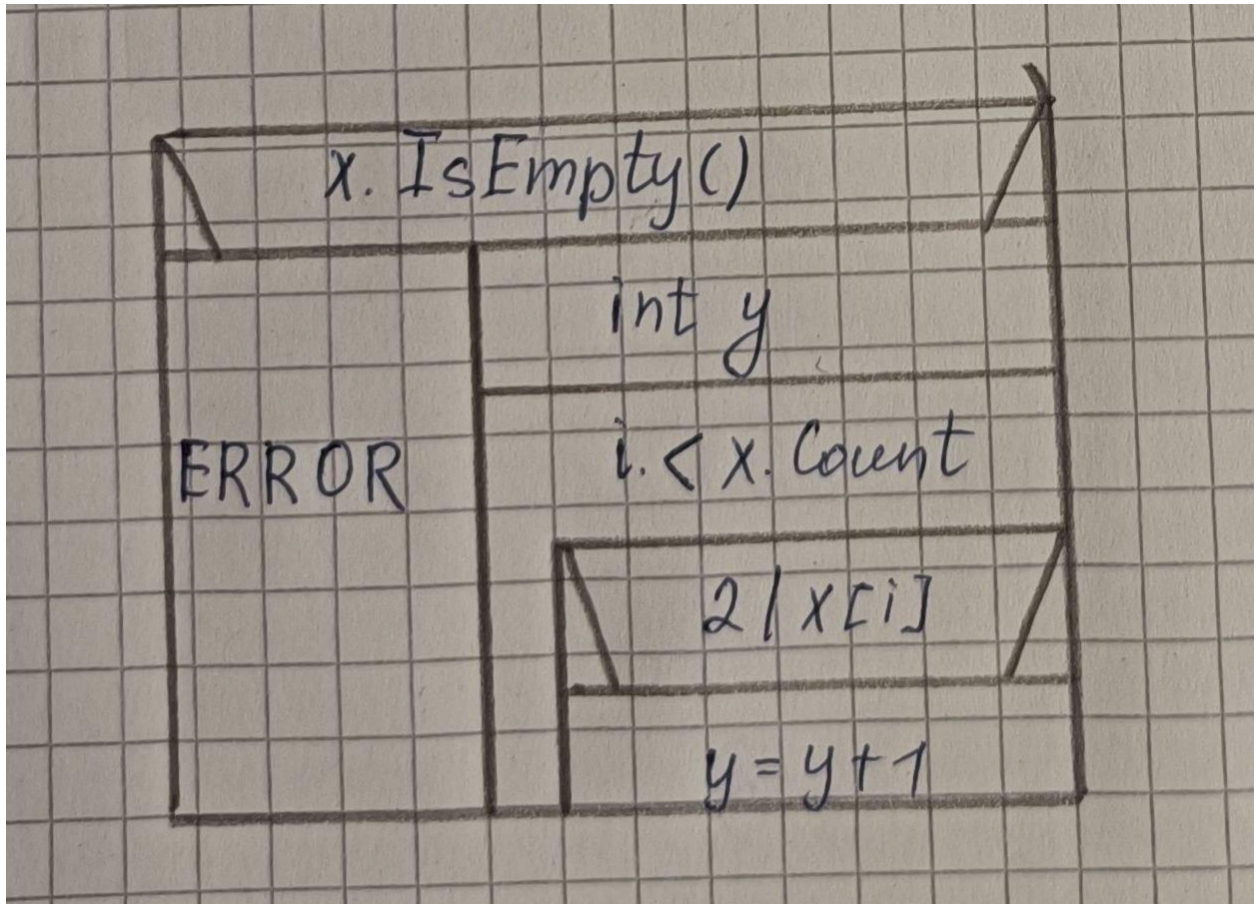 x. IsEmpty()
int y
ERROR
i. < x. Count
2 | x[i]
y = y + 1